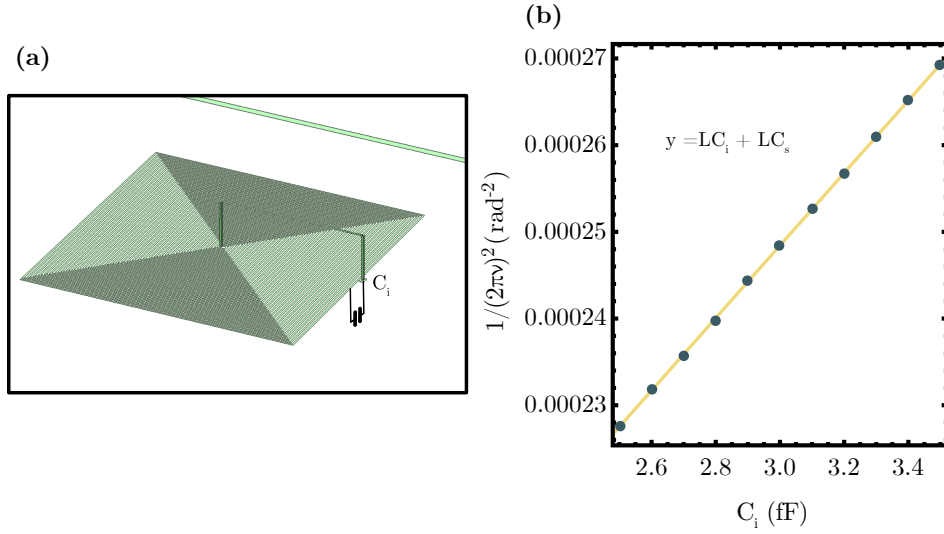 (a)
C_i
(b)
y =LC_i + LC_s
1/(2πν)² (rad⁻²)
0.00027
0.00026
0.00025
0.00024
0.00023
2.6 2.8 3.0 3.2 3.4
C_i (fF)